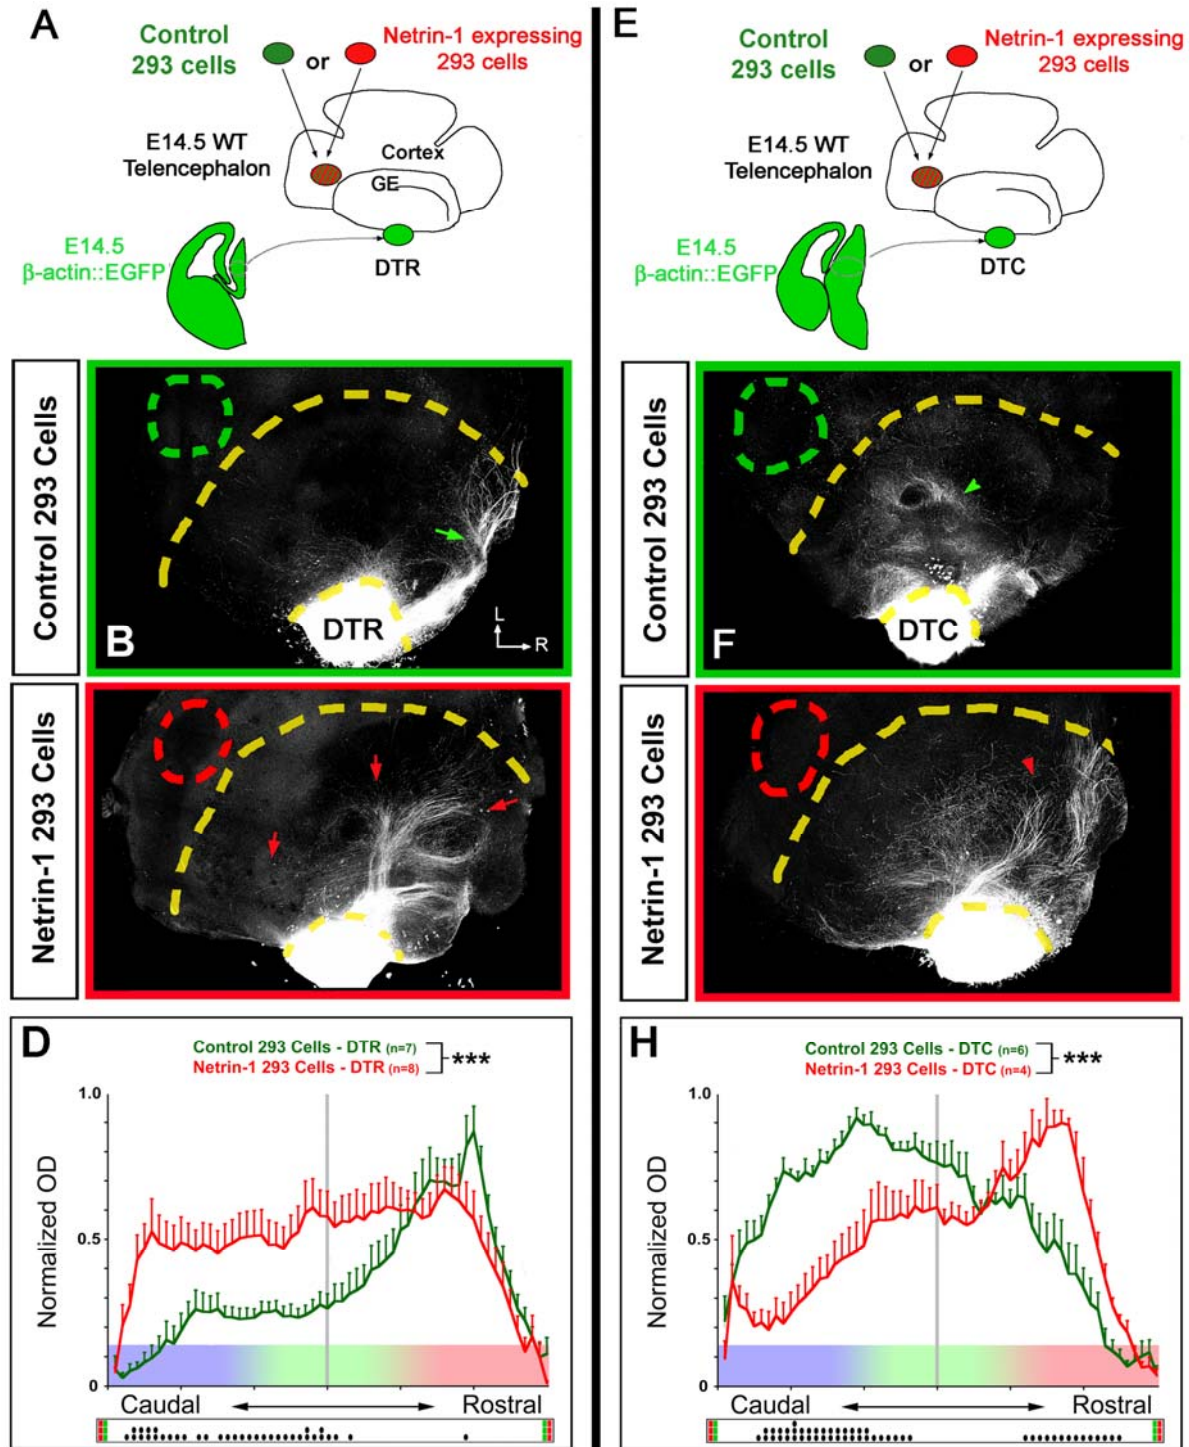 A
Control
293 cells
or
Netrin-1 expressing
293 cells
E14.5 WT
Telencephalon
Cortex
GE
E14.5
β-actin::EGFP
DTR
Control 293 Cells
DTR
B
L
R
Netrin-1 293 Cells
D
Control 293 Cells - DTR (n=7)
Netrin-1 293 Cells - DTR (n=8)
***
1.0
0.5
0
Normalized OD
Caudal
Rostral
E
Control
293 cells
or
Netrin-1 expressing
293 cells
E14.5 WT
Telencephalon
E14.5
β-actin::EGFP
DTC
Control 293 Cells
DTC
F
Netrin-1 293 Cells
H
Control 293 Cells - DTC (n=6)
Netrin-1 293 Cells - DTC (n=4)
***
1.0
0.5
0
Normalized OD
Caudal
Rostral